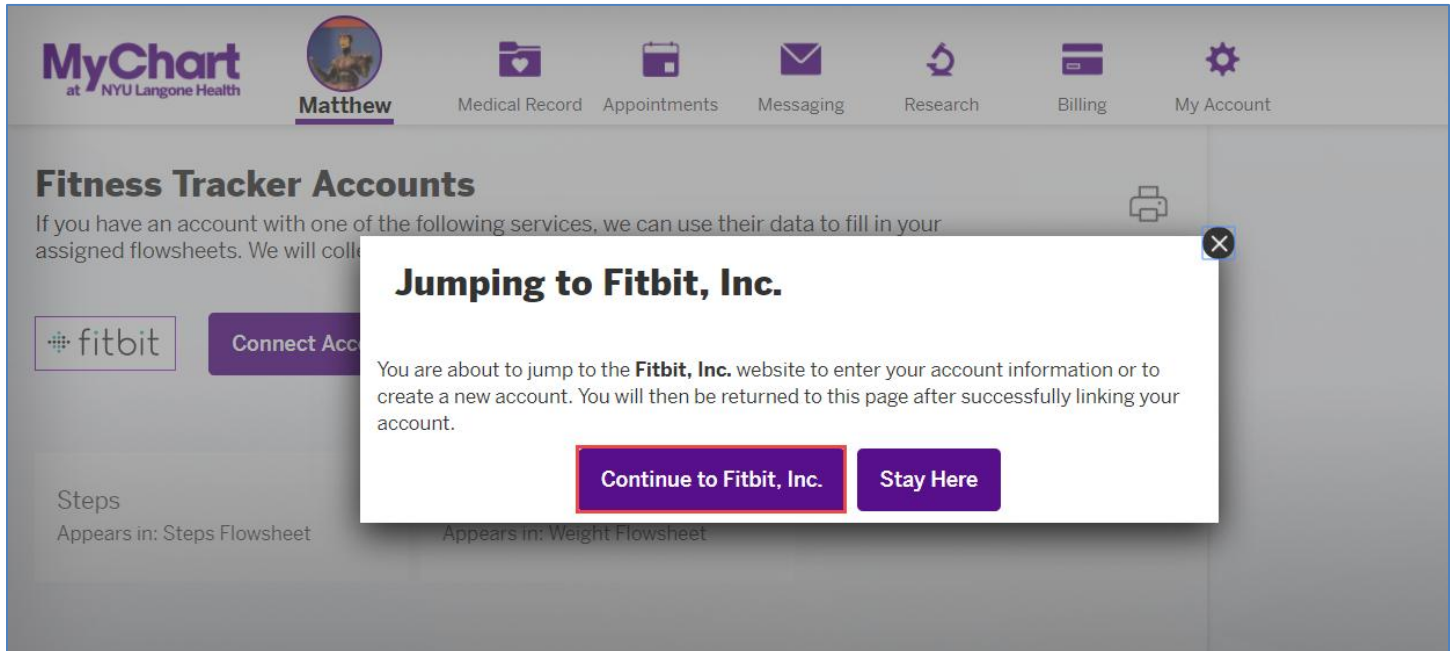 MyChart
at NYU Langone Health
Matthew
Medical Record
Appointments
Messaging
Research
Billing
My Account
Fitness Tracker Accounts
If you have an account with one of the following services, we can use their data to fill in your
assigned flowsheets. We will
fitbit
Connect
Jumping to Fitbit, Inc.
You are about to jump to the Fitbit, Inc. website to enter your account information or to
create a new account. You will then be returned to this page after successfully linking your
account.
Continue to Fitbit, Inc.
Stay Here
Steps
Appears in: Steps Flowsheet
Appears in: Weight Flowsheet